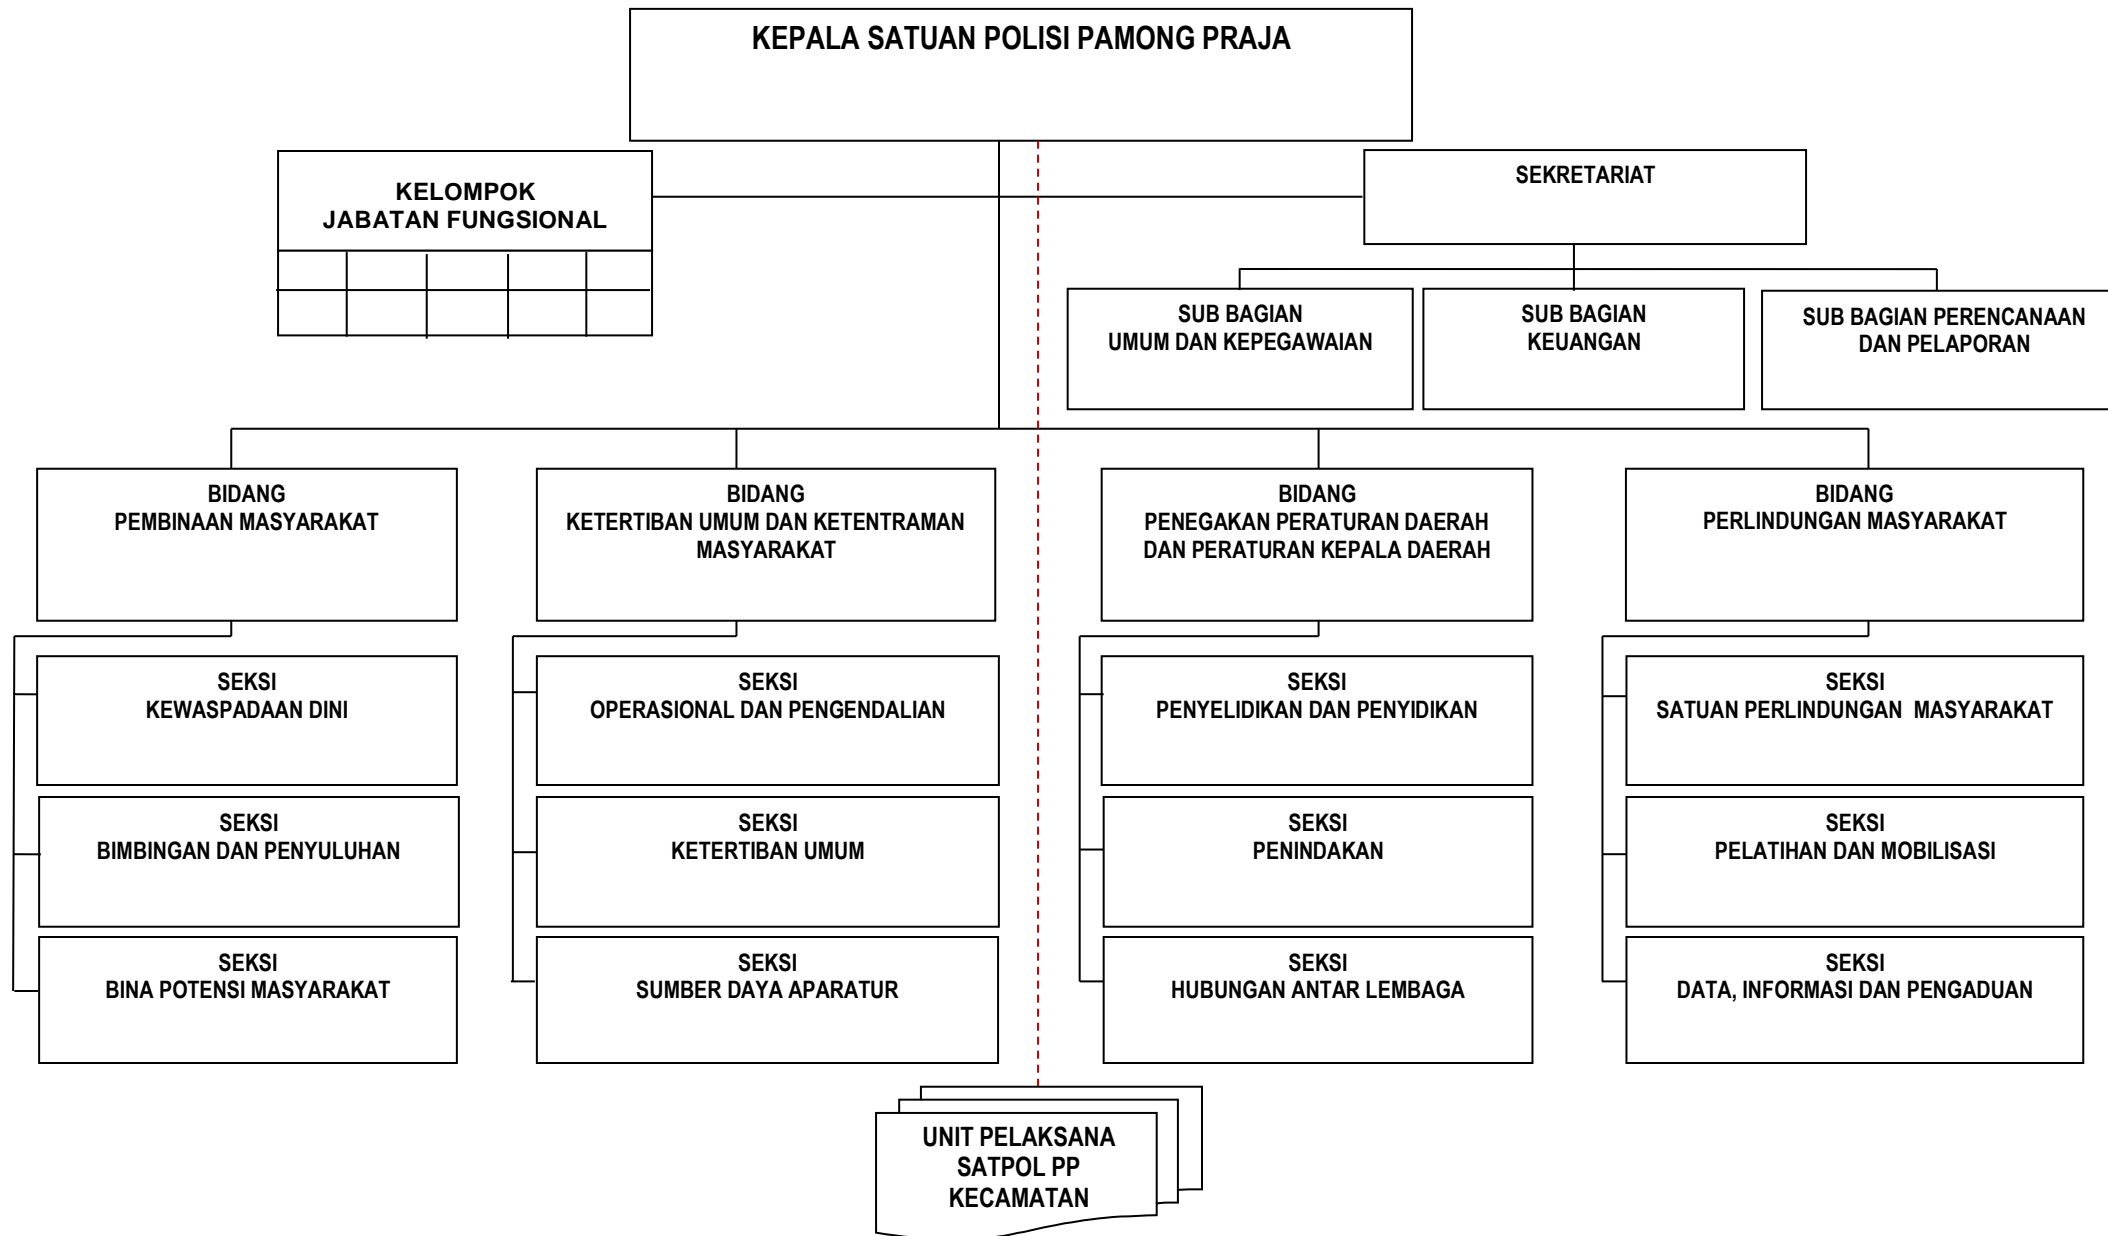 KEPALA SATUAN POLISI PAMONG PRAJA
KELOMPOK
JABATAN FUNGSIONAL
SEKRETARIAT
SUB BAGIAN
UMUM DAN KEPEGAWAIAN
SUB BAGIAN
KEUANGAN
SUB BAGIAN PERENCANAAN
DAN PELAPORAN
BIDANG
PEMBINAAN MASYARAKAT
BIDANG
KETERTIBAN UMUM DAN KETENTRAMAN
MASYARAKAT
BIDANG
PENEGAKAN PERATURAN DAERAH
DAN PERATURAN KEPALA DAERAH
BIDANG
PERLINDUNGAN MASYARAKAT
SEKSI
KEWASPADAAN DINI
SEKSI
OPERASIONAL DAN PENGENDALIAN
SEKSI
PENYELIDIKAN DAN PENYIDIKAN
SEKSI
SATUAN PERLINDUNGAN MASYARAKAT
SEKSI
BIMBINGAN DAN PENYULUHAN
SEKSI
KETERTIBAN UMUM
SEKSI
PENINDAKAN
SEKSI
PELATIHAN DAN MOBILISASI
SEKSI
BINA POTENSI MASYARAKAT
SEKSI
SUMBER DAYA APARATUR
SEKSI
HUBUNGAN ANTAR LEMBAGA
SEKSI
DATA, INFORMASI DAN PENGADUAN
UNIT PELAKSANA
SATPOL PP
KECAMATAN